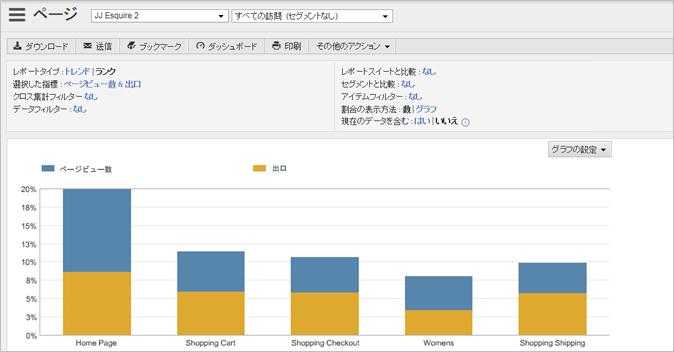 ページ JJ Esquire 2 すべての訪問 (セグメントなし)
ダウンロード 送信 ブックマーク ダッシュボード 印刷 その他のアクション
レポートタイプ : トレンド | ランク
選択した指標 : ページビュー数 & 出口
クロス集計フィルター なし
データフィルター : なし
レポートスイートと比較 : なし
セグメントと比較 : なし
アイテムフィルター : なし
割合の表示方法 : 数 | グラフ
現在のデータを含む : はい | いいえ
グラフの設定
ページビュー数 出口
20%
18%
15%
13%
10%
8%
5%
3%
0%
Home Page Shopping Cart Shopping Checkout Womens Shopping Shipping